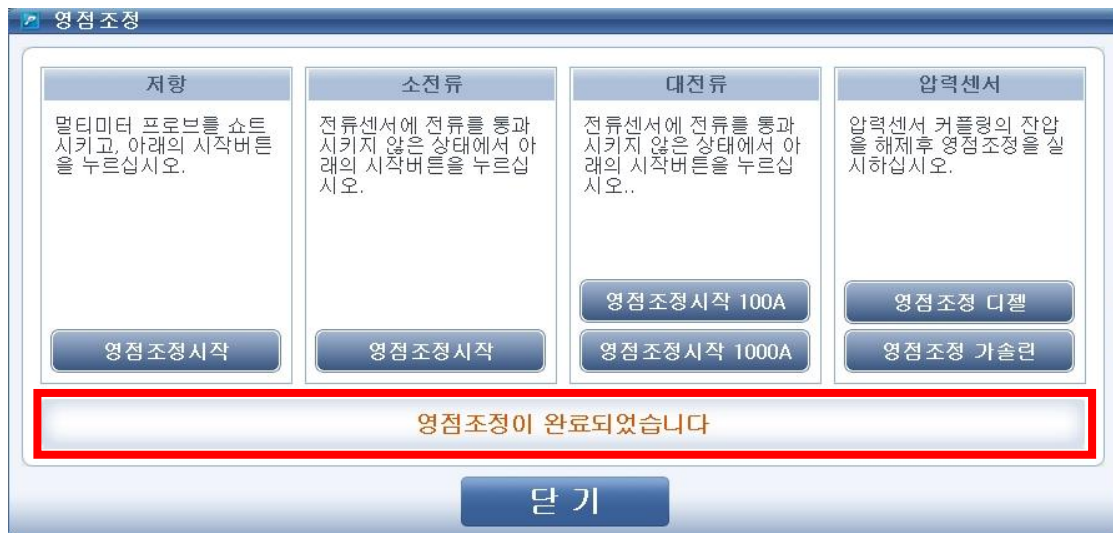 영점조정
저항
멀티미터 프로브를 쇼트
시키고, 아래의 시작버튼
을 누르십시오.
영점조정시작
소전류
전류센서에 전류를 통과
시키지 않은 상태에서 아
래의 시작버튼을 누르십
시오.
영점조정시작
대전류
전류센서에 전류를 통과
시키지 않은 상태에서 아
래의 시작버튼을 누르십
시오..
영점조정시작 100A
영점조정시작 1000A
압력센서
압력센서 커플링의 잔압
을 해제후 영점조정을 실
시하십시오.
영점조정 디젤
영점조정 가솔린
영점조정이 완료되었습니다
닫 기